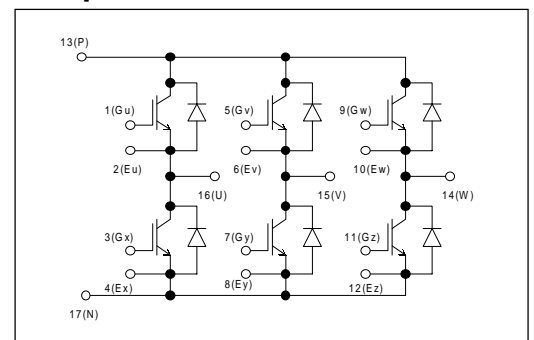 13(P)
1(Gu) 5(Gv) 9(Gw)
2(Eu) 6(Ev) 10(Ew)
16(U) 15(V) 14(W)
3(Gx) 7(Gy) 11(Gz)
4(Ex) 8(Ey) 12(Ez)
17(N)